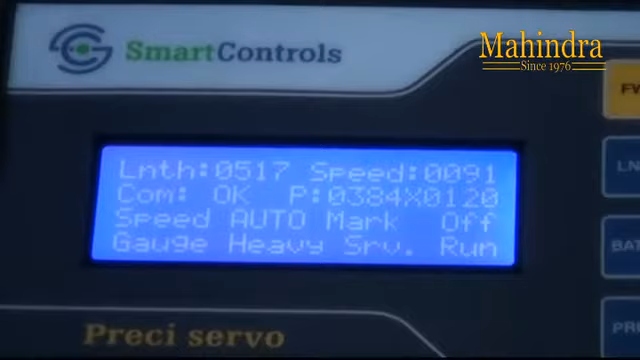 SmartControls
Mahindra
Since 1976
Lnth:0517 Speed:0091
Com: OK P:0384X0120
Speed AUTO Mark Off
Gauge Heavy Srv. Run
Preci servo